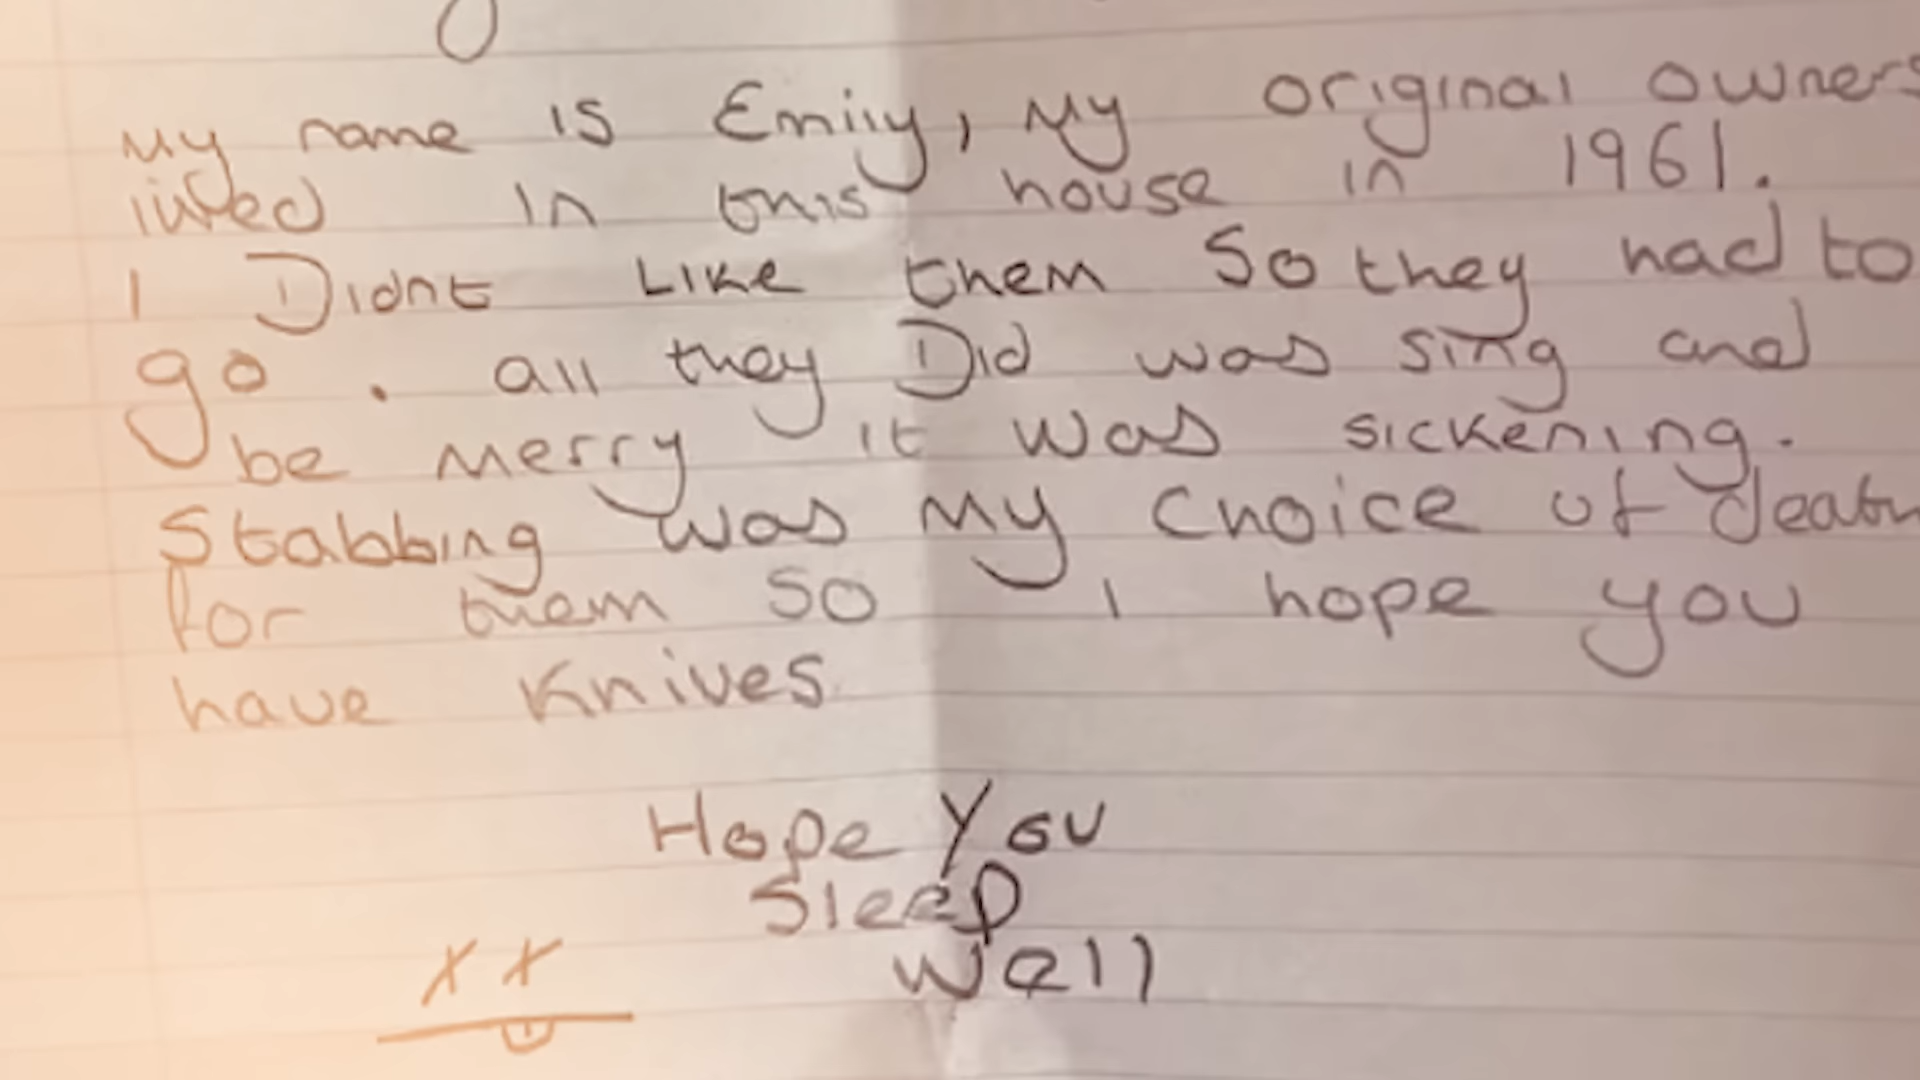 My name is Emily, My original owners
lived in this house in 1961.
I Didnt Like them So they had to
go . all they Did was sing and
be merry it was sickening.
Stabbing was my choice of death
for them so I hope you
have Knives
Hope You
Sleep
Well
x x